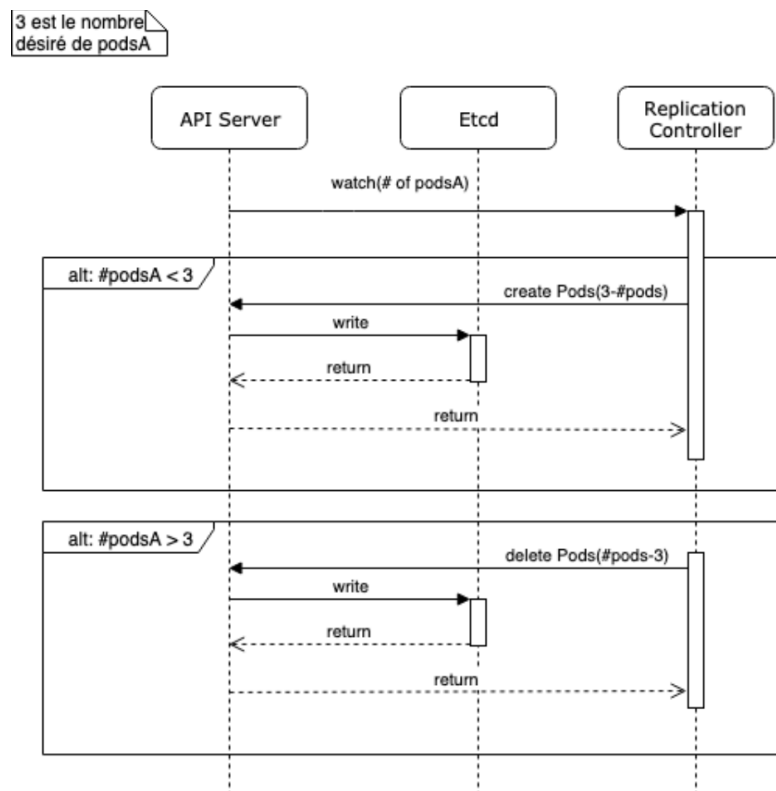 3 est le nombre
désiré de podsA
API Server
Etcd
Replication
Controller
watch(# of podsA)
alt: #podsA < 3
create Pods(3-#pods)
write
return
return
alt: #podsA > 3
delete Pods(#pods-3)
write
return
return